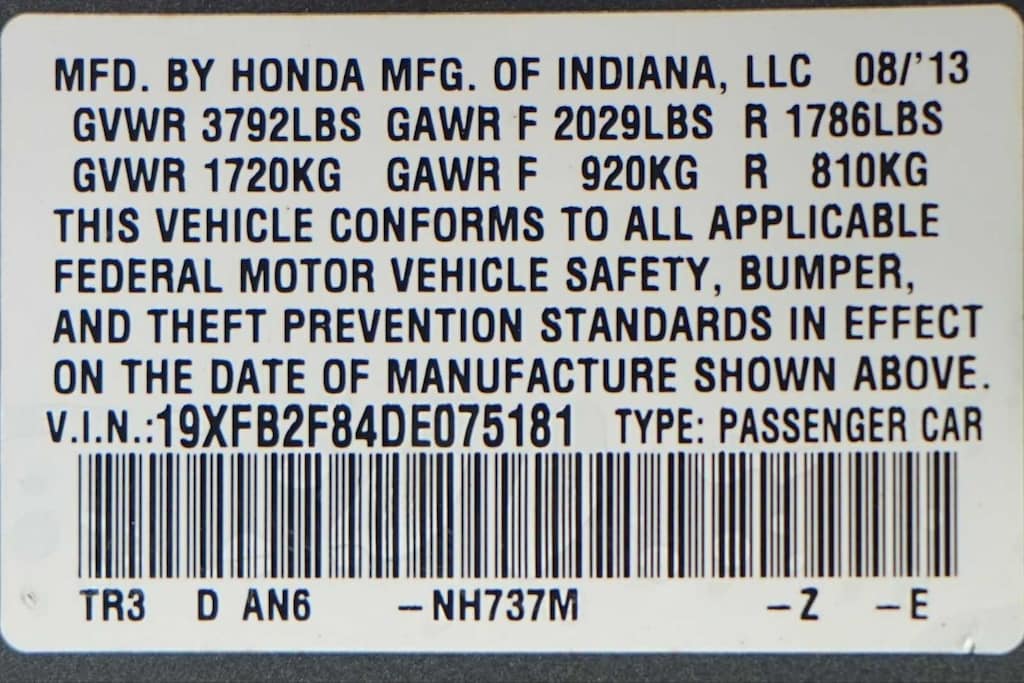 MFD. BY HONDA MFG. OF INDIANA, LLC 08/'13
GVWR 3792LBS GAWR F 2029LBS R 1786LBS
GVWR 1720KG GAWR F 920KG R 810KG
THIS VEHICLE CONFORMS TO ALL APPLICABLE
FEDERAL MOTOR VEHICLE SAFETY, BUMPER,
AND THEFT PREVENTION STANDARDS IN EFFECT
ON THE DATE OF MANUFACTURE SHOWN ABOVE.
V.I.N.:19XFB2F84DE075181 TYPE: PASSENGER CAR
TR3 D AN6 –NH737M –Z –E